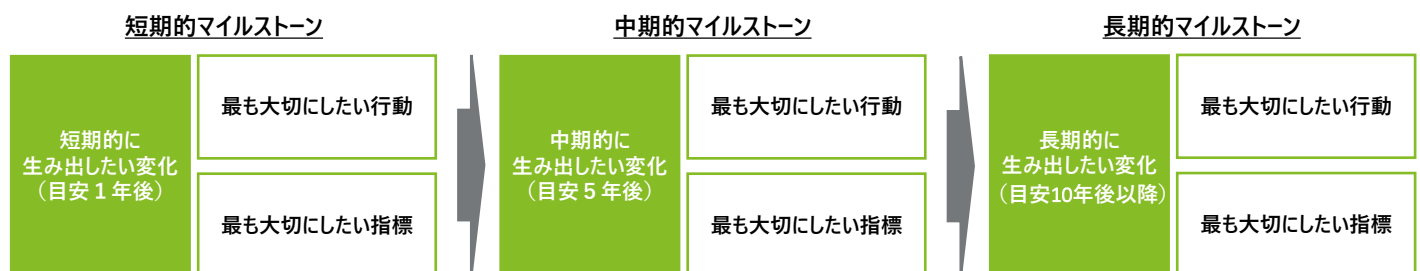 短期的マイルストーン
中期的マイルストーン
長期的マイルストーン
短期的に
生み出したい変化
（目安１年後）
最も大切にしたい行動
最も大切にしたい指標
中期的に
生み出したい変化
（目安５年後）
最も大切にしたい行動
最も大切にしたい指標
長期的に
生み出したい変化
（目安10年後以降）
最も大切にしたい行動
最も大切にしたい指標